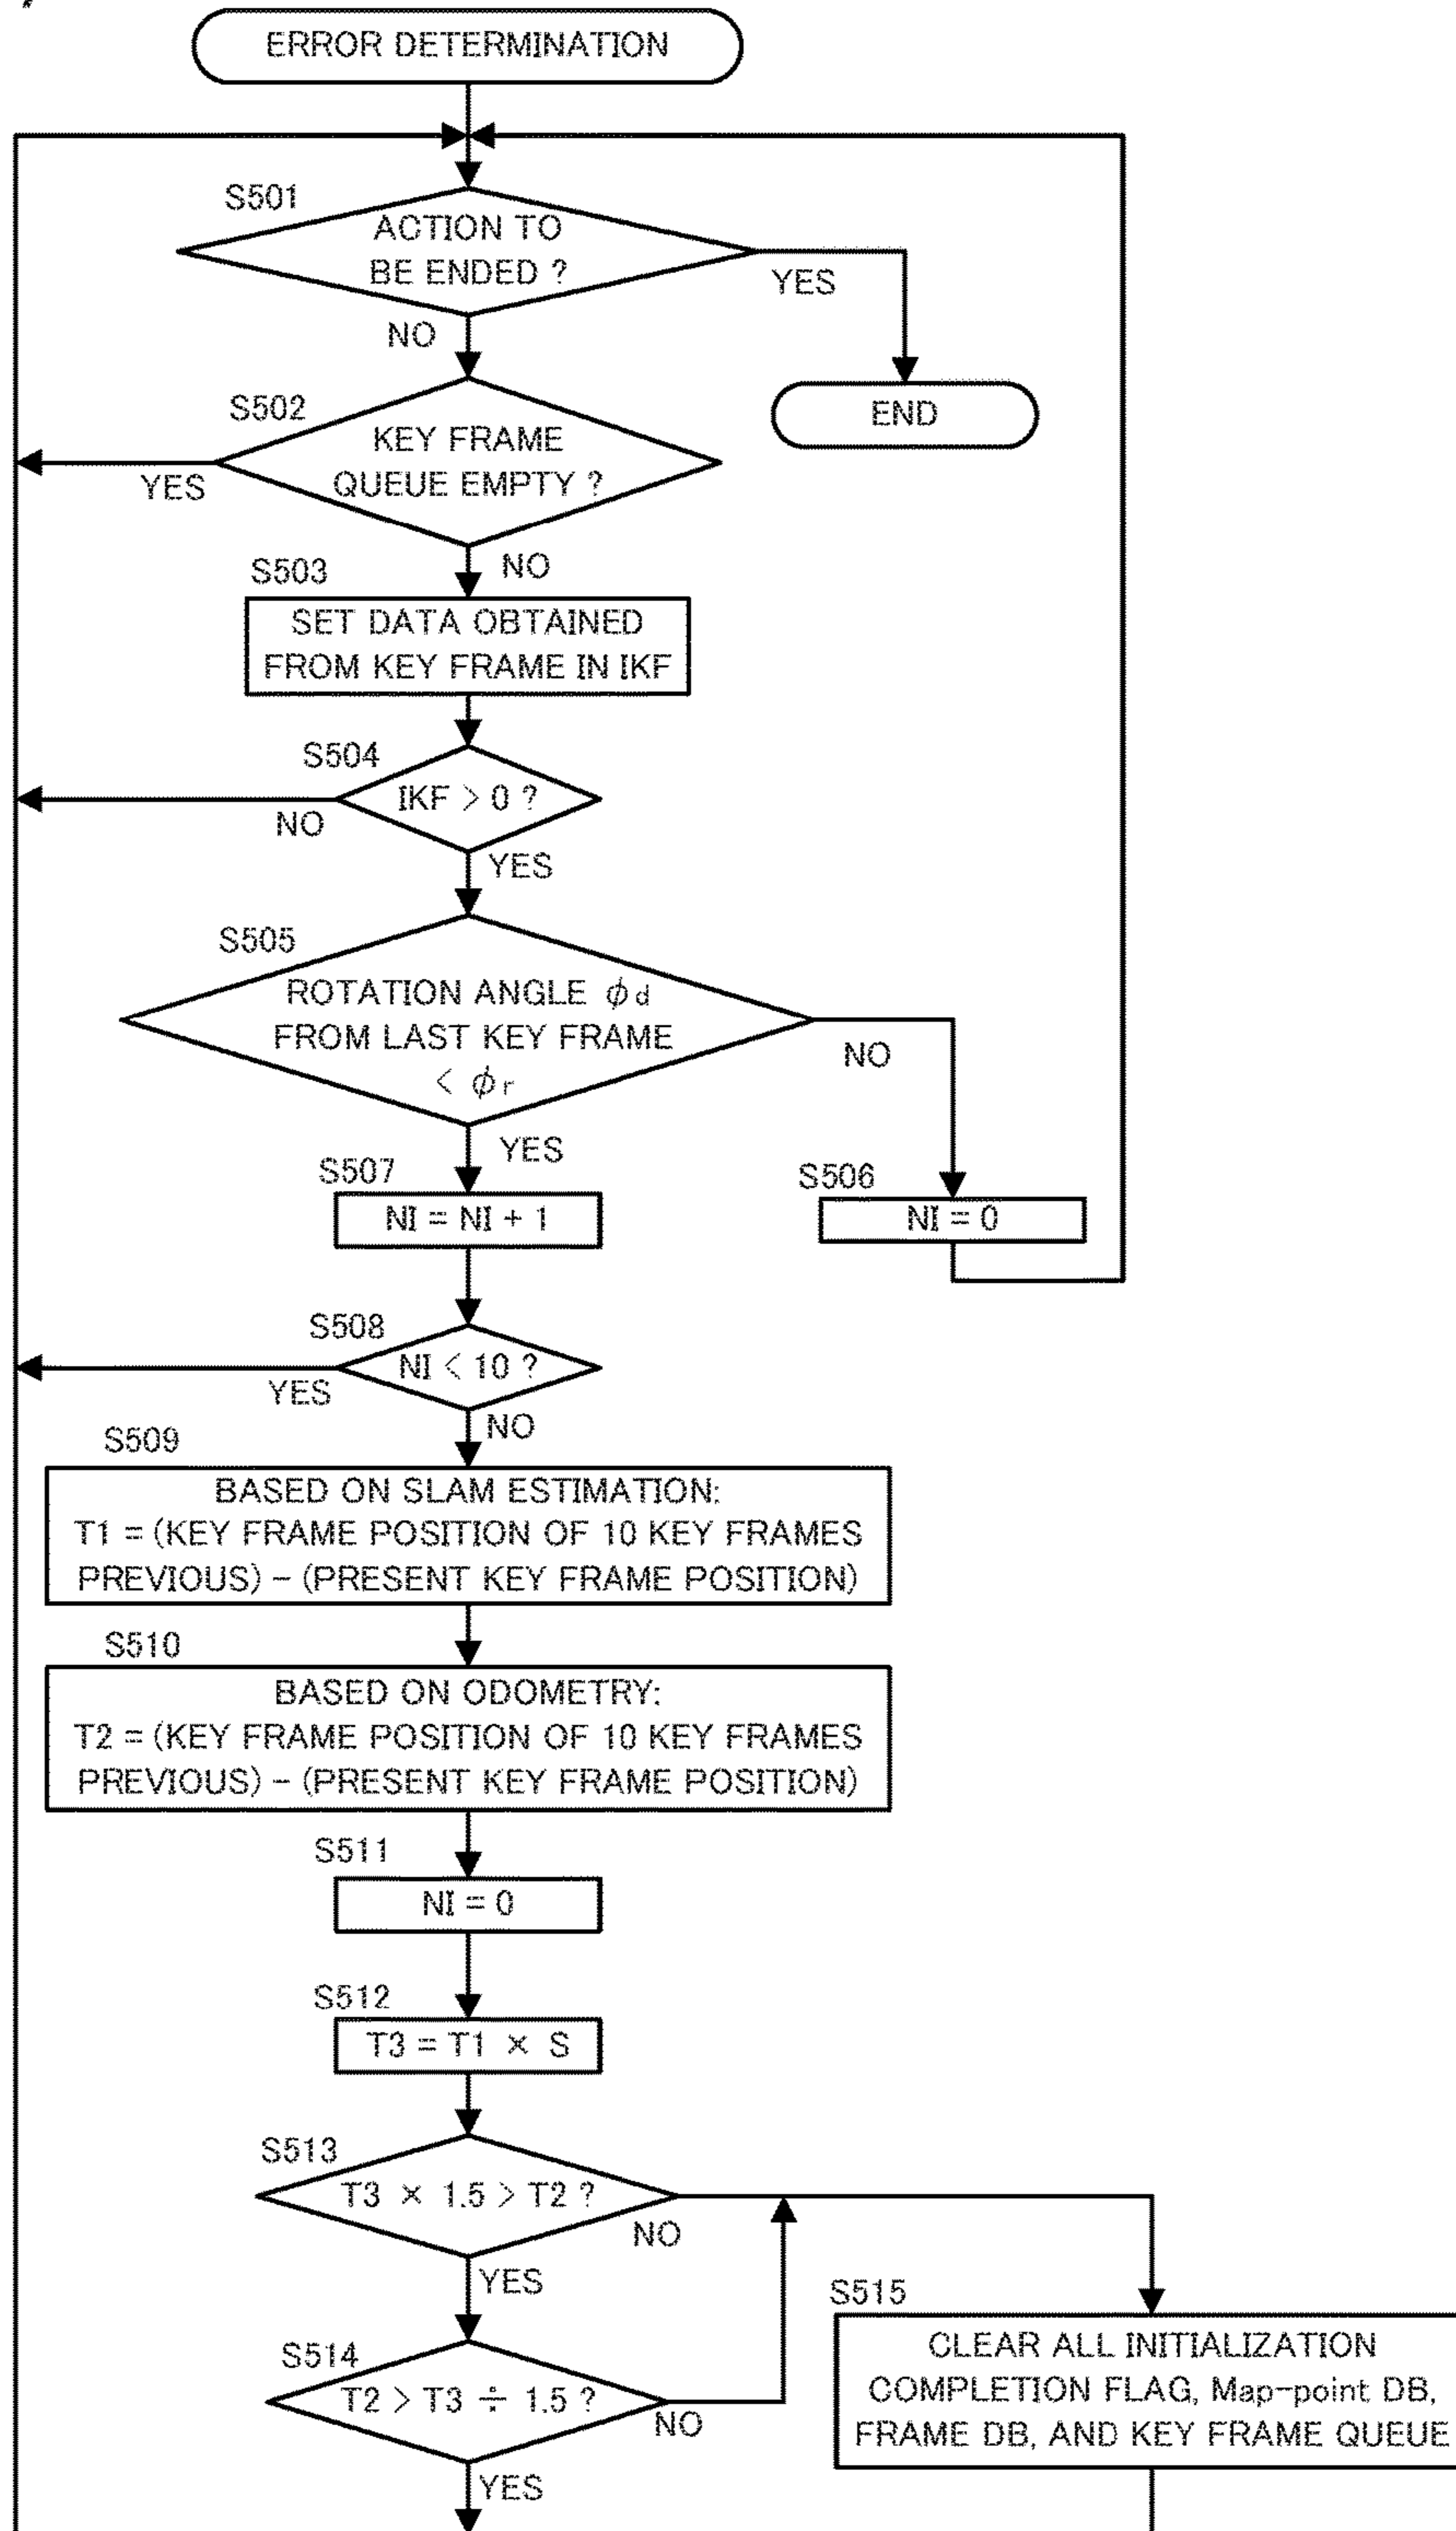 ERROR DETERMINATION
S501
ACTION TO
BE ENDED ?
YES
NO
END
S502
KEY FRAME
QUEUE EMPTY ?
YES
NO
S503
SET DATA OBTAINED
FROM KEY FRAME IN IKF
S504
IKF > 0 ?
NO
YES
S505
ROTATION ANGLE ϕd
FROM LAST KEY FRAME
< ϕr
NO
YES
S507
NI = NI + 1
S506
NI = 0
S508
NI < 10 ?
YES
NO
S509
BASED ON SLAM ESTIMATION:
T1 = (KEY FRAME POSITION OF 10 KEY FRAMES
PREVIOUS) - (PRESENT KEY FRAME POSITION)
S510
BASED ON ODOMETRY:
T2 = (KEY FRAME POSITION OF 10 KEY FRAMES
PREVIOUS) - (PRESENT KEY FRAME POSITION)
S511
NI = 0
S512
T3 = T1 × S
S513
T3 × 1.5 > T2 ?
NO
YES
S514
T2 > T3 ÷ 1.5 ?
NO
YES
S515
CLEAR ALL INITIALIZATION
COMPLETION FLAG, Map-point DB,
FRAME DB, AND KEY FRAME QUEUE